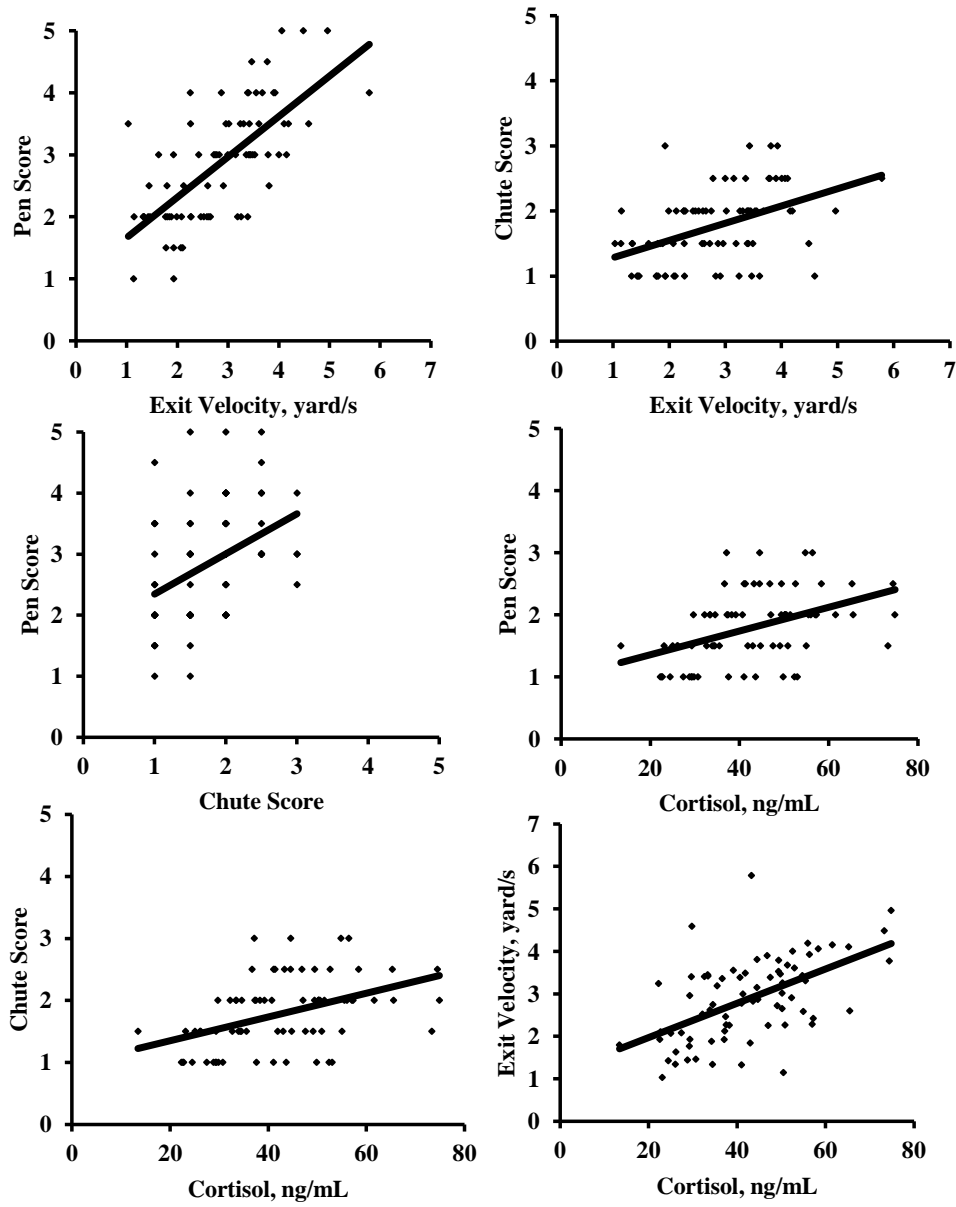 5
4
3
2
1
0
Pen Score
0 1 2 3 4 5 6 7
Exit Velocity, yard/s
5
4
3
2
1
0
Chute Score
0 1 2 3 4 5 6 7
Exit Velocity, yard/s
5
4
3
2
1
0
Pen Score
0 1 2 3 4 5
Chute Score
5
4
3
2
1
0
Pen Score
0 20 40 60 80
Cortisol, ng/mL
5
4
3
2
1
0
Chute Score
0 20 40 60 80
Cortisol, ng/mL
7
6
5
4
3
2
1
0
Exit Velocity, yard/s
0 20 40 60 80
Cortisol, ng/mL